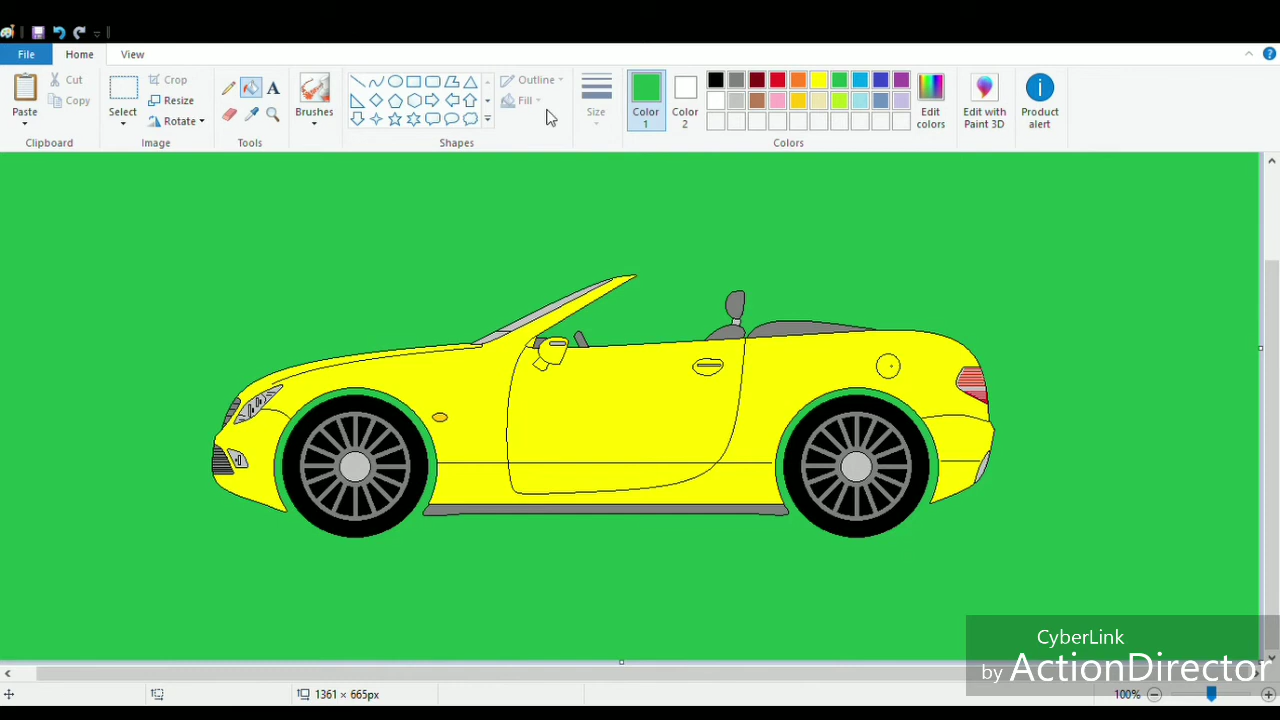 File Home View
Paste
Cut
Copy
Clipboard
Select
Crop
Resize
Rotate
Image
A
Tools
Brushes
Outline
Fill
Shapes
Size
Color 1
Color 2
Edit colors
Colors
Edit with Paint 3D
i
Product alert
CyberLink
by ActionDirector
1361 × 665px
100%